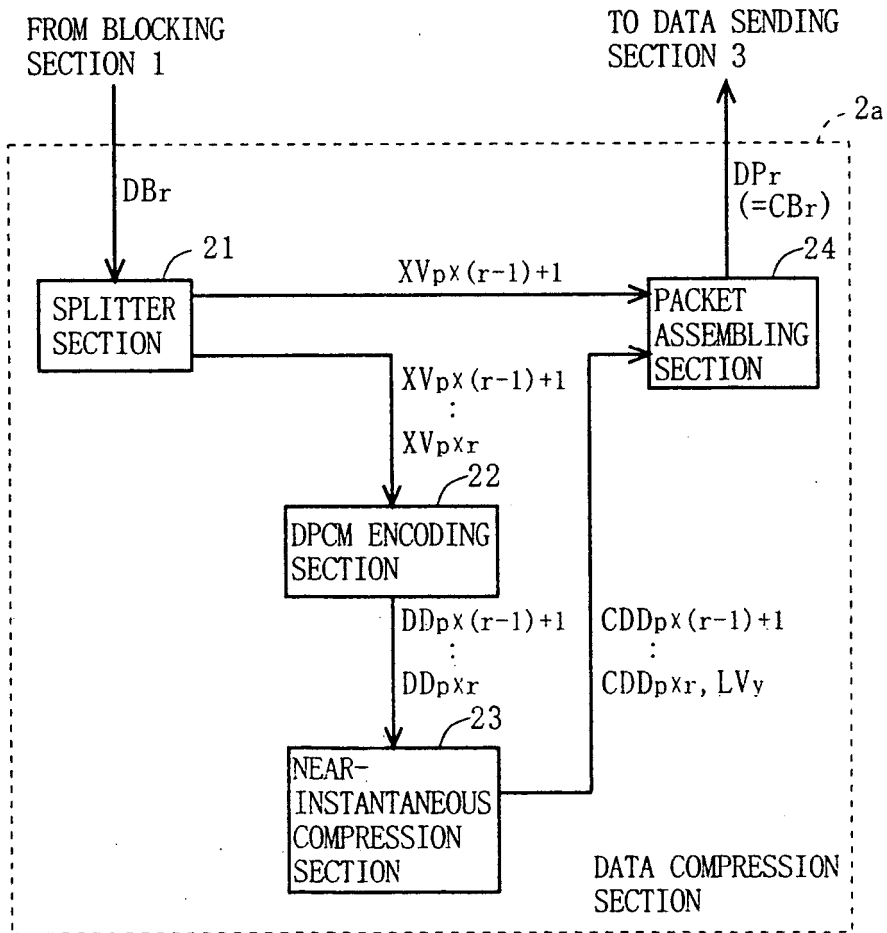 FROM BLOCKING
SECTION 1
TO DATA SENDING
SECTION 3
2a
DBr
DPr
(=CBr)
21
24
SPLITTER
SECTION
XVp×(r-1)+1
PACKET
ASSEMBLING
SECTION
XVp×(r-1)+1
⋮
XVp×r
22
DPCM ENCODING
SECTION
DDp×(r-1)+1
⋮
DDp×r
CDDp×(r-1)+1
⋮
CDDp×r, LVy
23
NEAR-
INSTANTANEOUS
COMPRESSION
SECTION
DATA COMPRESSION
SECTION